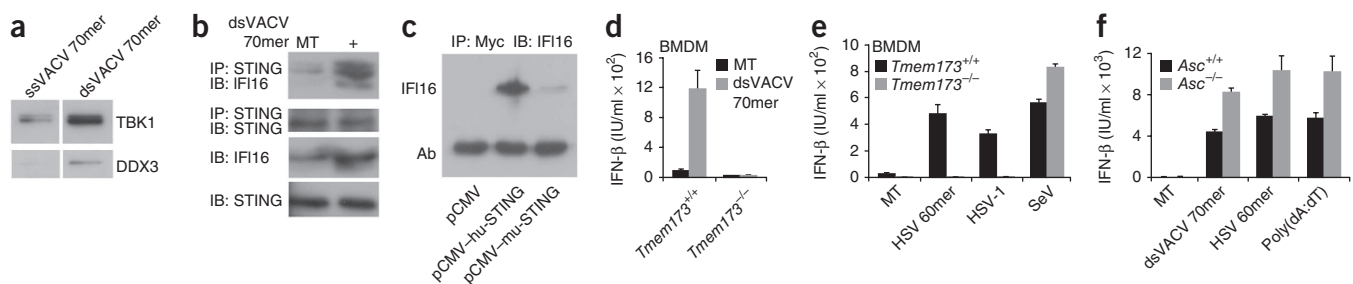 a
ssVACV 70mer
dsVACV 70mer
TBK1
DDX3
b
dsVACV
70mer MT +
IP: STING
IB: IFI16
IP: STING
IB: STING
IB: IFI16
IB: STING
c
IP: Myc IB: IFI16
IFI16
Ab
pCMV
pCMV–hu-STING
pCMV–mu-STING
d
BMDM
MT
dsVACV
70mer
IFN-β (IU/ml × 10²)
16
12
8
4
0
Tmem173+/+
Tmem173–/–
e
BMDM
Tmem173+/+
Tmem173–/–
IFN-β (IU/ml × 10²)
10
8
6
4
2
0
MT
HSV 60mer
HSV-1
SeV
f
Asc+/+
Asc–/–
IFN-β (IU/ml × 10³)
12
10
8
6
4
2
0
MT
dsVACV 70mer
HSV 60mer
Poly(dA:dT)